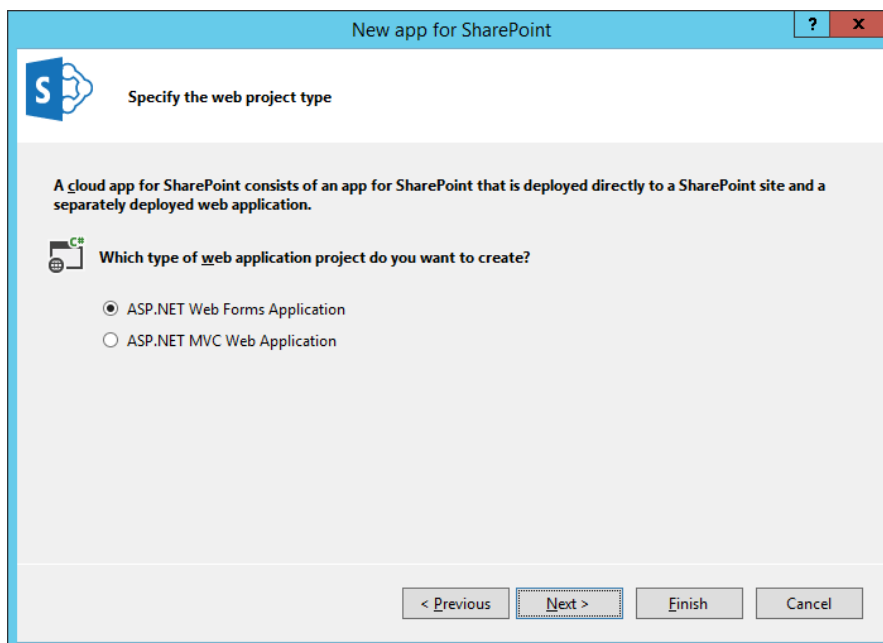 New app for SharePoint
?
x
S
Specify the web project type
A cloud app for SharePoint consists of an app for SharePoint that is deployed directly to a SharePoint site and a
separately deployed web application.
C#
Which type of web application project do you want to create?
ASP.NET Web Forms Application
ASP.NET MVC Web Application
< Previous
Next >
Finish
Cancel